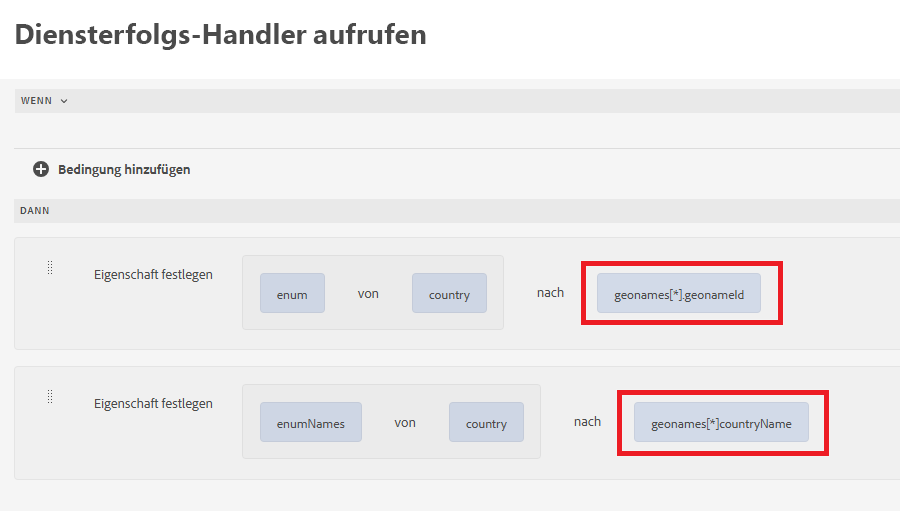 Diensterfolgs-Handler aufrufen
WENN
Bedingung hinzufügen
DANN
Eigenschaft festlegen enum von country nach geonames[*].geonameId
Eigenschaft festlegen enumNames von country nach geonames[*]countryName